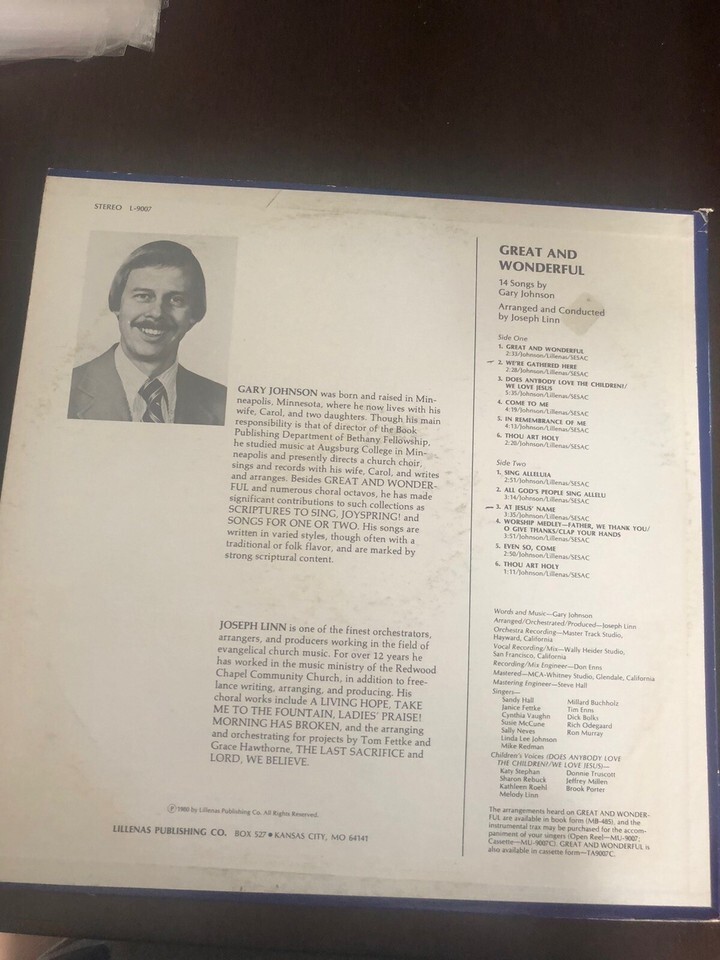 STEREO L-9007
GARY JOHNSON was born and raised in Min-
neapolis, Minnesota, where he now lives with his
wife, Carol, and two daughters. Though his main
responsibility is that of director of the Book
Publishing Department of Bethany Fellowship,
he studied music at Augsburg College in Min-
neapolis and presently directs a church choir,
sings and records with his wife, Carol, and writes
and arranges. Besides GREAT AND WONDER-
FUL and numerous choral octavos, he has made
significant contributions to such collections as
SCRIPTURES TO SING, JOYSPRING! and
SONGS FOR ONE OR TWO. His songs are
written in varied styles, though often with a
traditional or folk flavor, and are marked by
strong scriptural content.
JOSEPH LINN is one of the finest orchestrators,
arrangers, and producers working in the field of
evangelical church music. For over 12 years he
has worked in the music ministry of the Redwood
Chapel Community Church, in addition to free-
lance writing, arranging, and producing. His
choral works include A LIVING HOPE, TAKE
ME TO THE FOUNTAIN, LADIES' PRAISE!
MORNING HAS BROKEN, and the arranging
and orchestrating for projects by Tom Fettke and
Grace Hawthorne, THE LAST SACRIFICE and
LORD, WE BELIEVE.
Ⓟ1980 by Lillenas Publishing Co. All Rights Reserved.
LILLENAS PUBLISHING CO. BOX 527 • KANSAS CITY, MO 64141
GREAT AND
WONDERFUL
14 Songs by
Gary Johnson
Arranged and Conducted
by Joseph Linn
Side One
1. GREAT AND WONDERFUL
2:33/Johnson/Lillenas/SESAC
2. WE'RE GATHERED HERE
2:28/Johnson/Lillenas/SESAC
3. DOES ANYBODY LOVE THE CHILDREN?/
WE LOVE JESUS
5:35/Johnson/Lillenas/SESAC
4. COME TO ME
4:19/Johnson/Lillenas/SESAC
5. IN REMEMBRANCE OF ME
4:13/Johnson/Lillenas/SESAC
6. THOU ART HOLY
2:20/Johnson/Lillenas/SESAC
Side Two
1. SING ALLELUIA
2:51/Johnson/Lillenas/SESAC
2. ALL GOD'S PEOPLE SING ALLELU
3:14/Johnson/Lillenas/SESAC
3. AT JESUS' NAME
3:35/Johnson/Lillenas/SESAC
4. WORSHIP MEDLEY—FATHER, WE THANK YOU/
O GIVE THANKS/CLAP YOUR HANDS
3:51/Johnson/Lillenas/SESAC
5. EVEN SO, COME
2:50/Johnson/Lillenas/SESAC
6. THOU ART HOLY
1:11/Johnson/Lillenas/SESAC
Words and Music—Gary Johnson
Arranged/Orchestrated/Produced—Joseph Linn
Orchestra Recording—Master Track Studio,
Hayward, California
Vocal Recording/Mix—Wally Heider Studio,
San Francisco, California
Recording/Mix Engineer—Don Enns
Mastered—MCA-Whitney Studio, Glendale, California
Mastering Engineer—Steve Hall
Singers—
Sandy Hall
Janice Fettke
Cynthia Vaughn
Susie McCune
Sally Neves
Linda Lee Johnson
Mike Redman
Millard Buchholz
Tim Enns
Dick Bolks
Rich Odegaard
Ron Murray
Children's Voices (DOES ANYBODY LOVE
THE CHILDREN?/WE LOVE JESUS)—
Katy Stephan
Sharon Rebuck
Kathleen Roehl
Melody Linn
Donnie Truscott
Jeffrey Millen
Brook Porter
The arrangements heard on GREAT AND WONDER-
FUL are available in book form (MB-485), and the
instrumental trax may be purchased for the accom-
paniment of your singers (Open Reel—MU-9007;
Cassette—MU-9007C). GREAT AND WONDERFUL is
also available in cassette form—TA9007C.